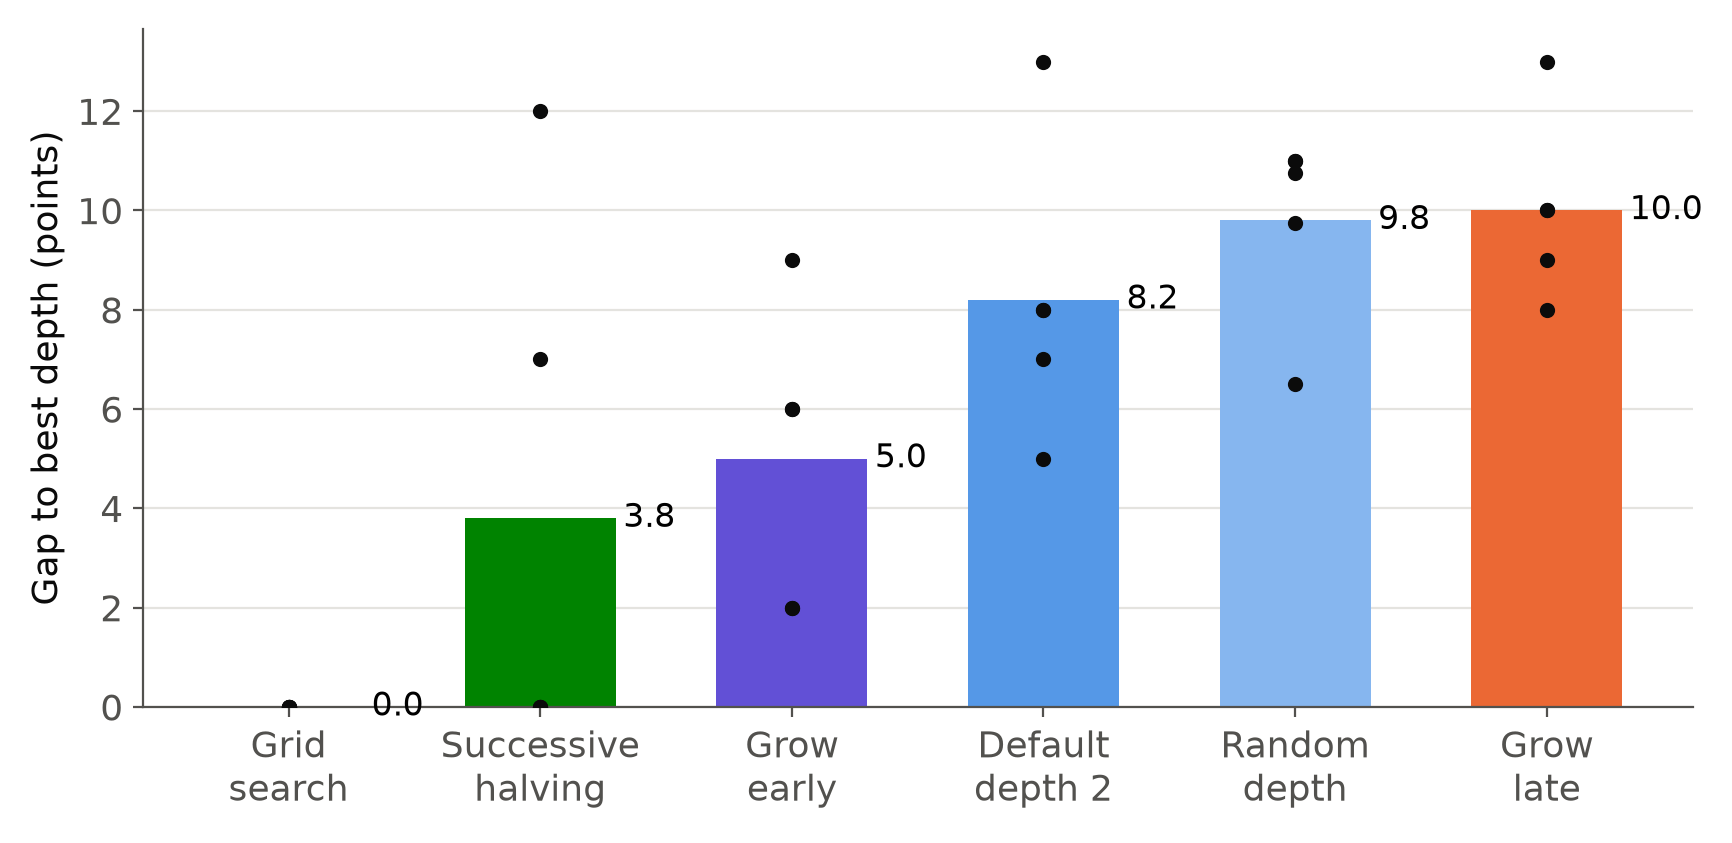 Gap to best depth (points)
12
10
8
6
4
2
0
0.0
3.8
5.0
8.2
9.8
10.0
Grid
search
Successive
halving
Grow
early
Default
depth 2
Random
depth
Grow
late